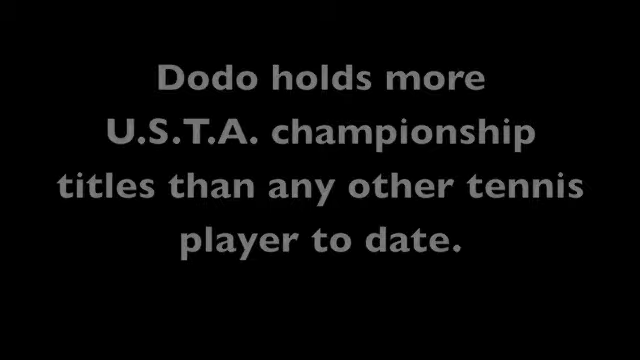 Dodo holds more
U.S.T.A. championship
titles than any other tennis
player to date.